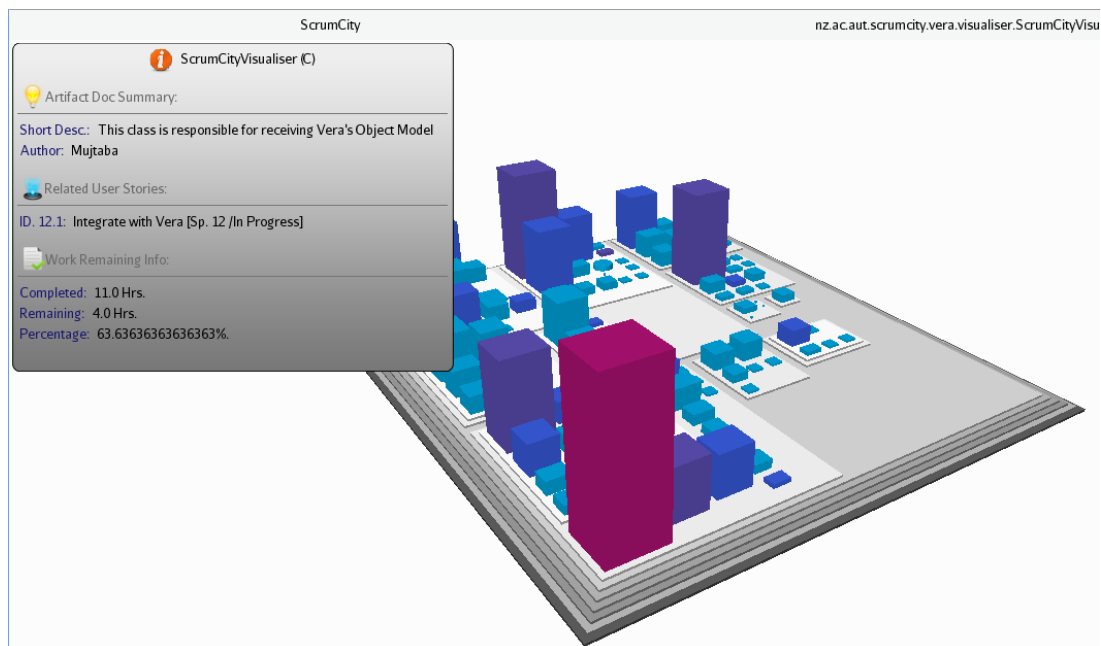 ScrumCity
nz.ac.aut.scrumcity.vera.visualiser.ScrumCityVisu
ScrumCityVisualiser (C)
Artifact Doc Summary:
Short Desc.: This class is responsible for receiving Vera's Object Model
Author: Mujtaba
Related User Stories:
ID. 12.1: Integrate with Vera [Sp. 12 /In Progress]
Work Remaining Info:
Completed: 11.0 Hrs.
Remaining: 4.0 Hrs.
Percentage: 63.63636363636363%.